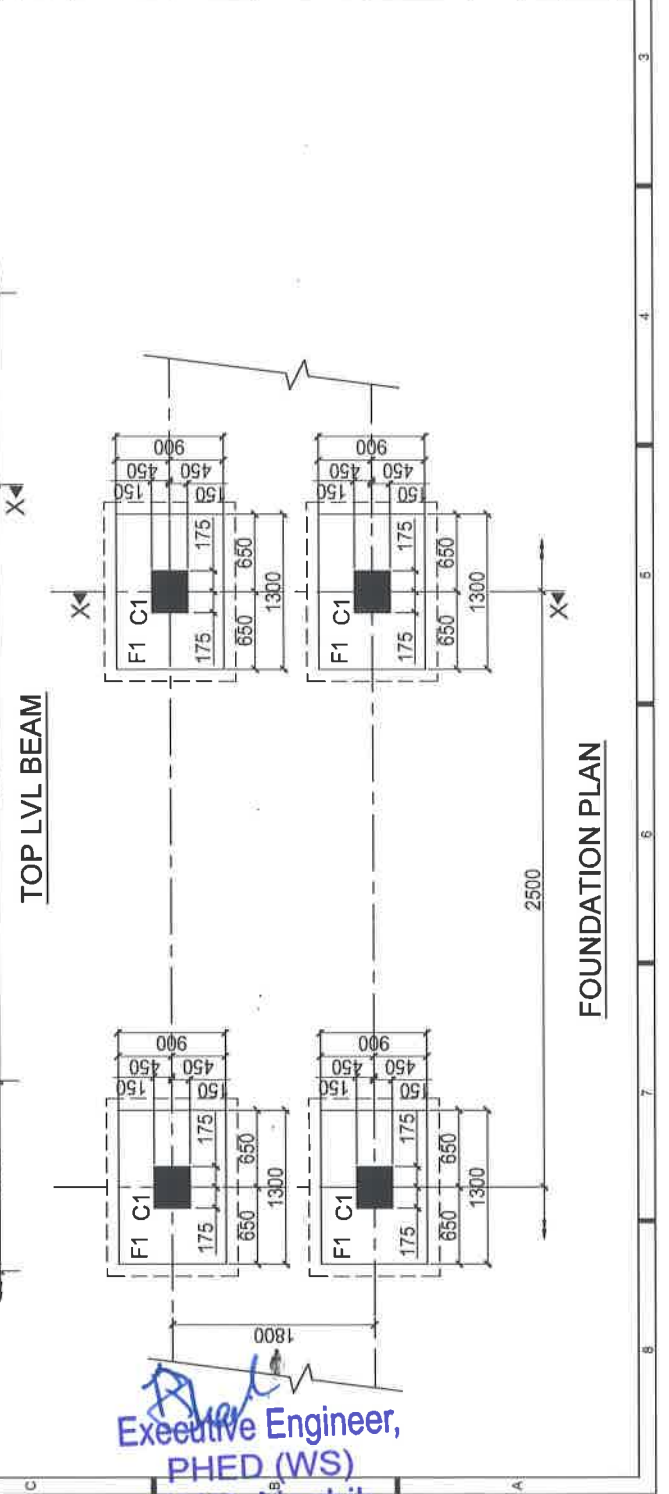 TOP LVL BEAM
X
X
X
F1 C1
175 175
650 650
1300
150 150
450 450
900
F1 C1
175 175
650 650
1300
150 150
450 450
900
F1 C1
175 175
650 650
1300
150 150
450 450
900
F1 C1
175 175
650 650
1300
150 150
450 450
900
1800
2500
FOUNDATION PLAN
Executive Engineer,
PHED (WS)
C
B
A
8
7
6
5
4
3